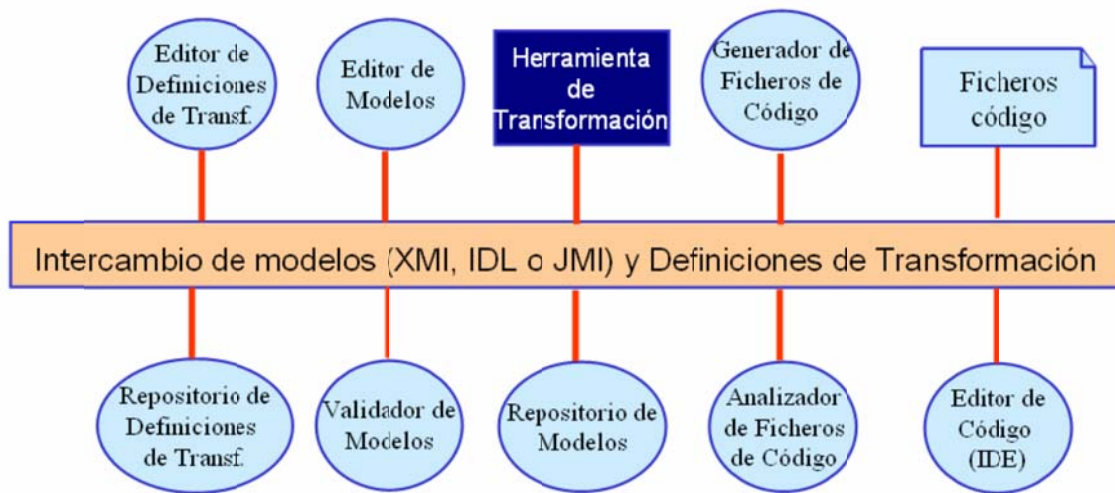 Editor de
Definiciones
de Transf.
Editor de
Modelos
Herramienta
de
Transformación
Generador de
Ficheros de
Código
Ficheros
código
Intercambio de modelos (XMI, IDL o JMI) y Definiciones de Transformación
Repositorio de
Definiciones
de Transf.
Validador de
Modelos
Repositorio de
Modelos
Analizador
de Ficheros
de Código
Editor de
Código
(IDE)